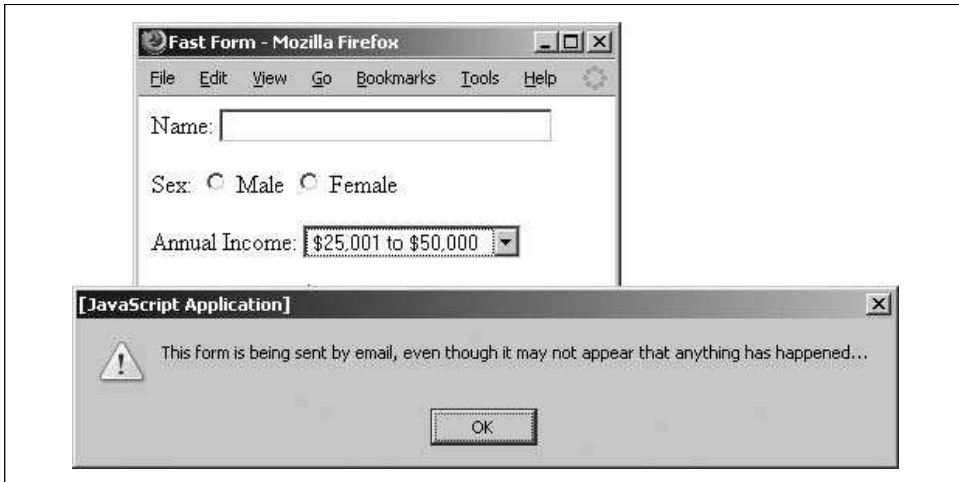 Fast Form - Mozilla Firefox
File Edit View Go Bookmarks Tools Help
Name:
Sex: Male Female
Annual Income: $25,001 to $50,000
[JavaScript Application]
This form is being sent by email, even though it may not appear that anything has happened...
OK